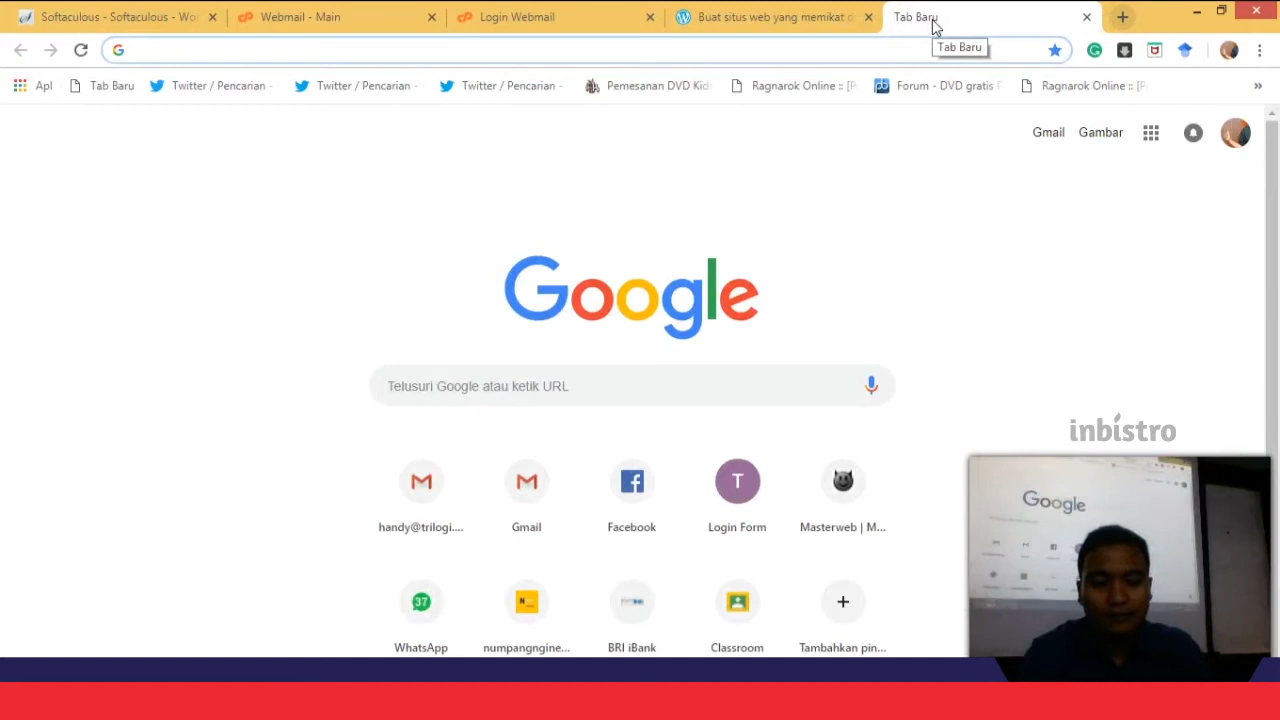 Softaculous - Softaculous - Wo
Webmail - Main
Login Webmail
Buat situs web yang memikat d
Tab Baru
Tab Baru
Apl
Tab Baru
Twitter / Pencarian -
Twitter / Pencarian -
Twitter / Pencarian -
Pemesanan DVD Kid
Ragnarok Online :: [P
Forum - DVD gratis F
Ragnarok Online :: [P
»
Gmail
Gambar
Google
Telusuri Google atau ketik URL
inbistro
Google
handy@trilogi....
Gmail
Facebook
T
Login Form
Masterweb | M...
37
WhatsApp
numpangngine...
BRI iBank
Classroom
Tambahkan pin...